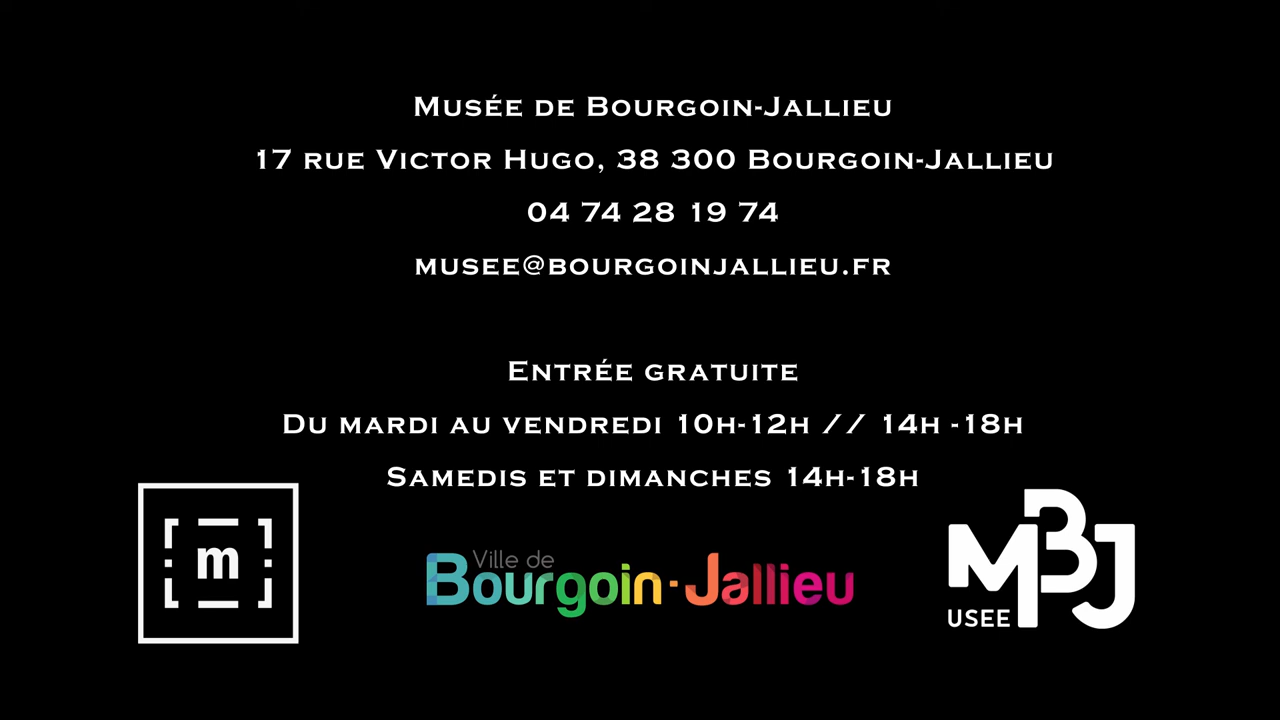 Musée de Bourgoin-Jallieu
17 rue Victor Hugo, 38 300 Bourgoin-Jallieu
04 74 28 19 74
musee@bourgoinjallieu.fr
Entrée gratuite
Du mardi au vendredi 10h-12h // 14h -18h
Samedis et dimanches 14h-18h
[m]
Ville de
Bourgoin-Jallieu
MBJ
USEE